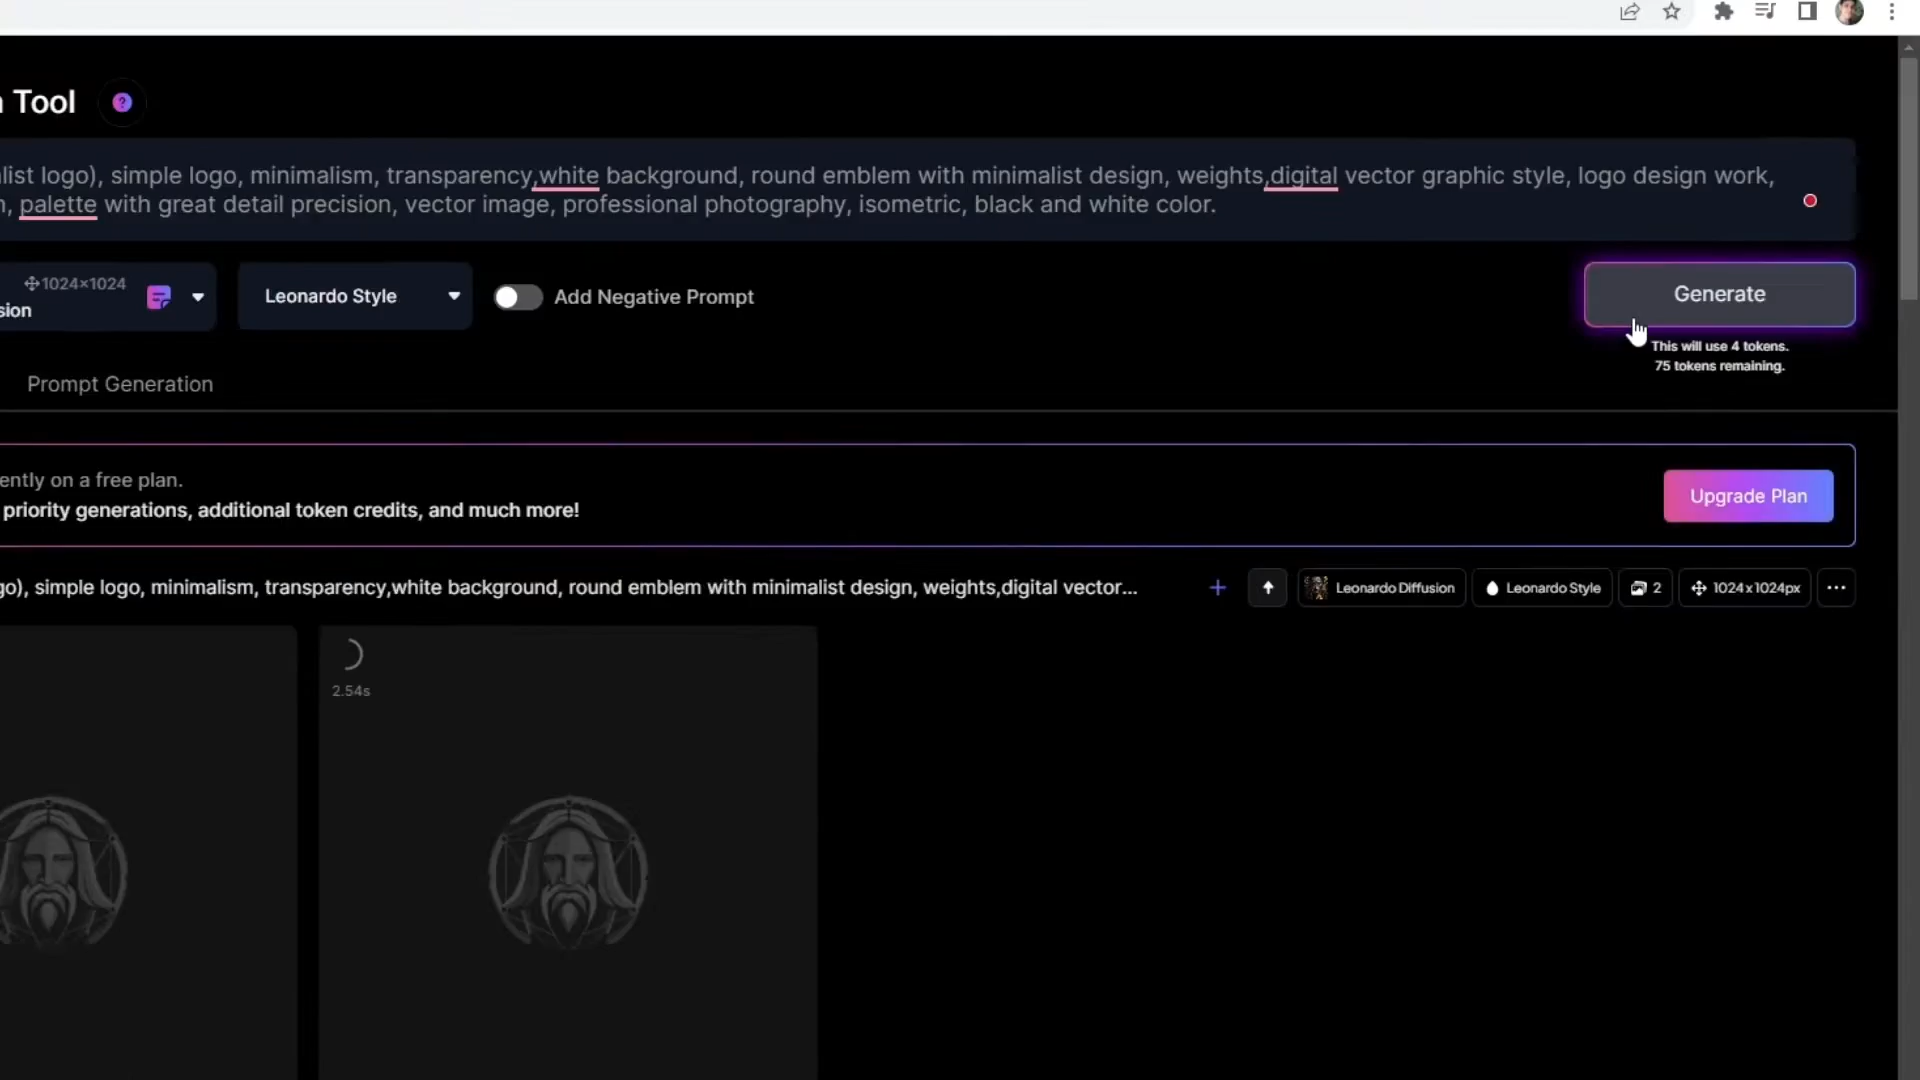 Tool ?
list logo), simple logo, minimalism, transparency,white background, round emblem with minimalist design, weights,digital vector graphic style, logo design work,
, palette with great detail precision, vector image, professional photography, isometric, black and white color.
1024×1024
Leonardo Style
Add Negative Prompt
Generate
This will use 4 tokens.
75 tokens remaining.
Prompt Generation
ently on a free plan.
priority generations, additional token credits, and much more!
Upgrade Plan
go), simple logo, minimalism, transparency,white background, round emblem with minimalist design, weights,digital vector...
Leonardo Diffusion
Leonardo Style
2
1024x1024px
2.54s